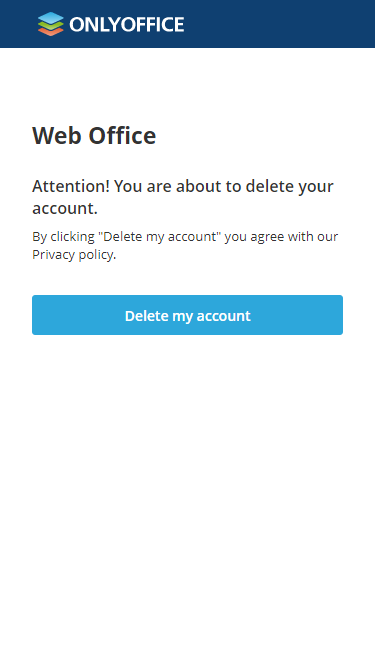 ONLYOFFICE
Web Office
Attention! You are about to delete your
account.
By clicking "Delete my account" you agree with our
Privacy policy.
Delete my account